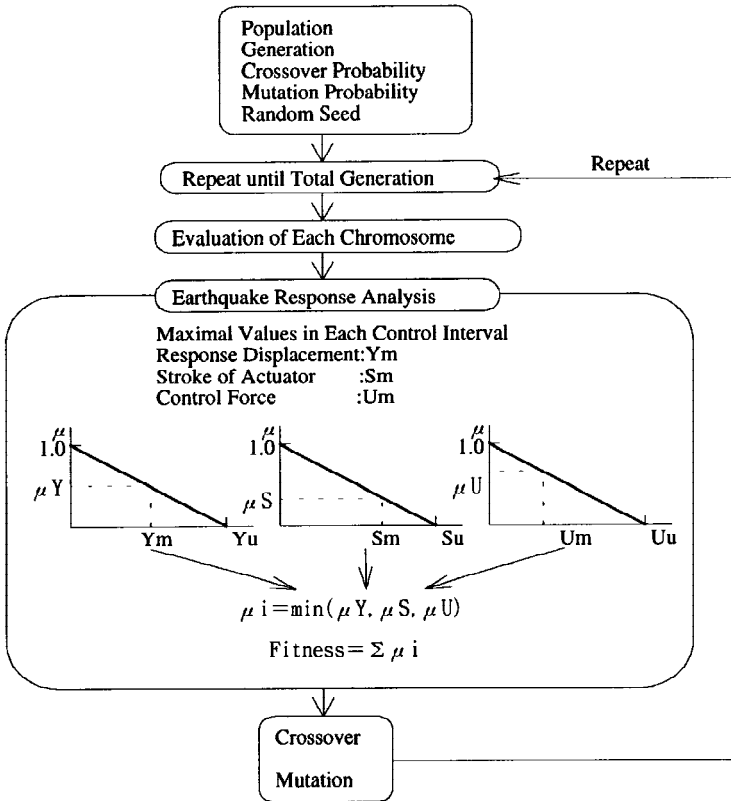 Population
Generation
Crossover Probability
Mutation Probability
Random Seed
Repeat until Total Generation
Repeat
Evaluation of Each Chromosome
Earthquake Response Analysis
Maximal Values in Each Control Interval
Response Displacement:Ym
Stroke of Actuator :Sm
Control Force :Um
μ
1.0
μY
Ym
Yu
μ
1.0
μS
Sm
Su
μ
1.0
μU
Um
Uu
μi=min(μY, μS, μU)
Fitness=Σμi
Crossover
Mutation